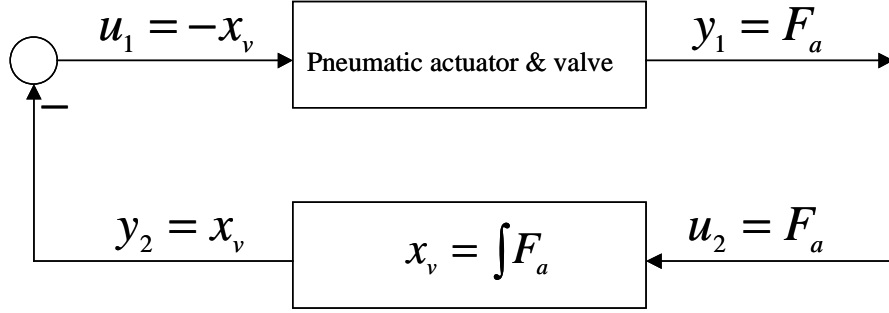 u₁ = −xᵥ
Pneumatic actuator & valve
y₁ = Fₐ
−
y₂ = xᵥ
xᵥ = ∫Fₐ
u₂ = Fₐ